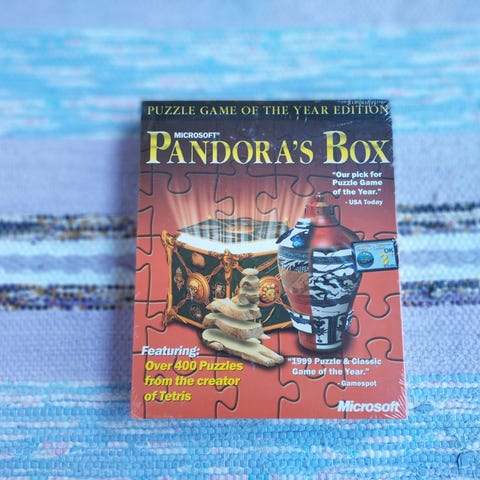 PUZZLE GAME OF THE YEAR EDITION
MICROSOFT®
PANDORA'S BOX
"Our pick for
Puzzle Game
of the Year."
- USA Today
Featuring:
Over 400 Puzzles
from the creator
of Tetris
"1999 Puzzle & Classic
Game of the Year."
- Gamespot
Microsoft